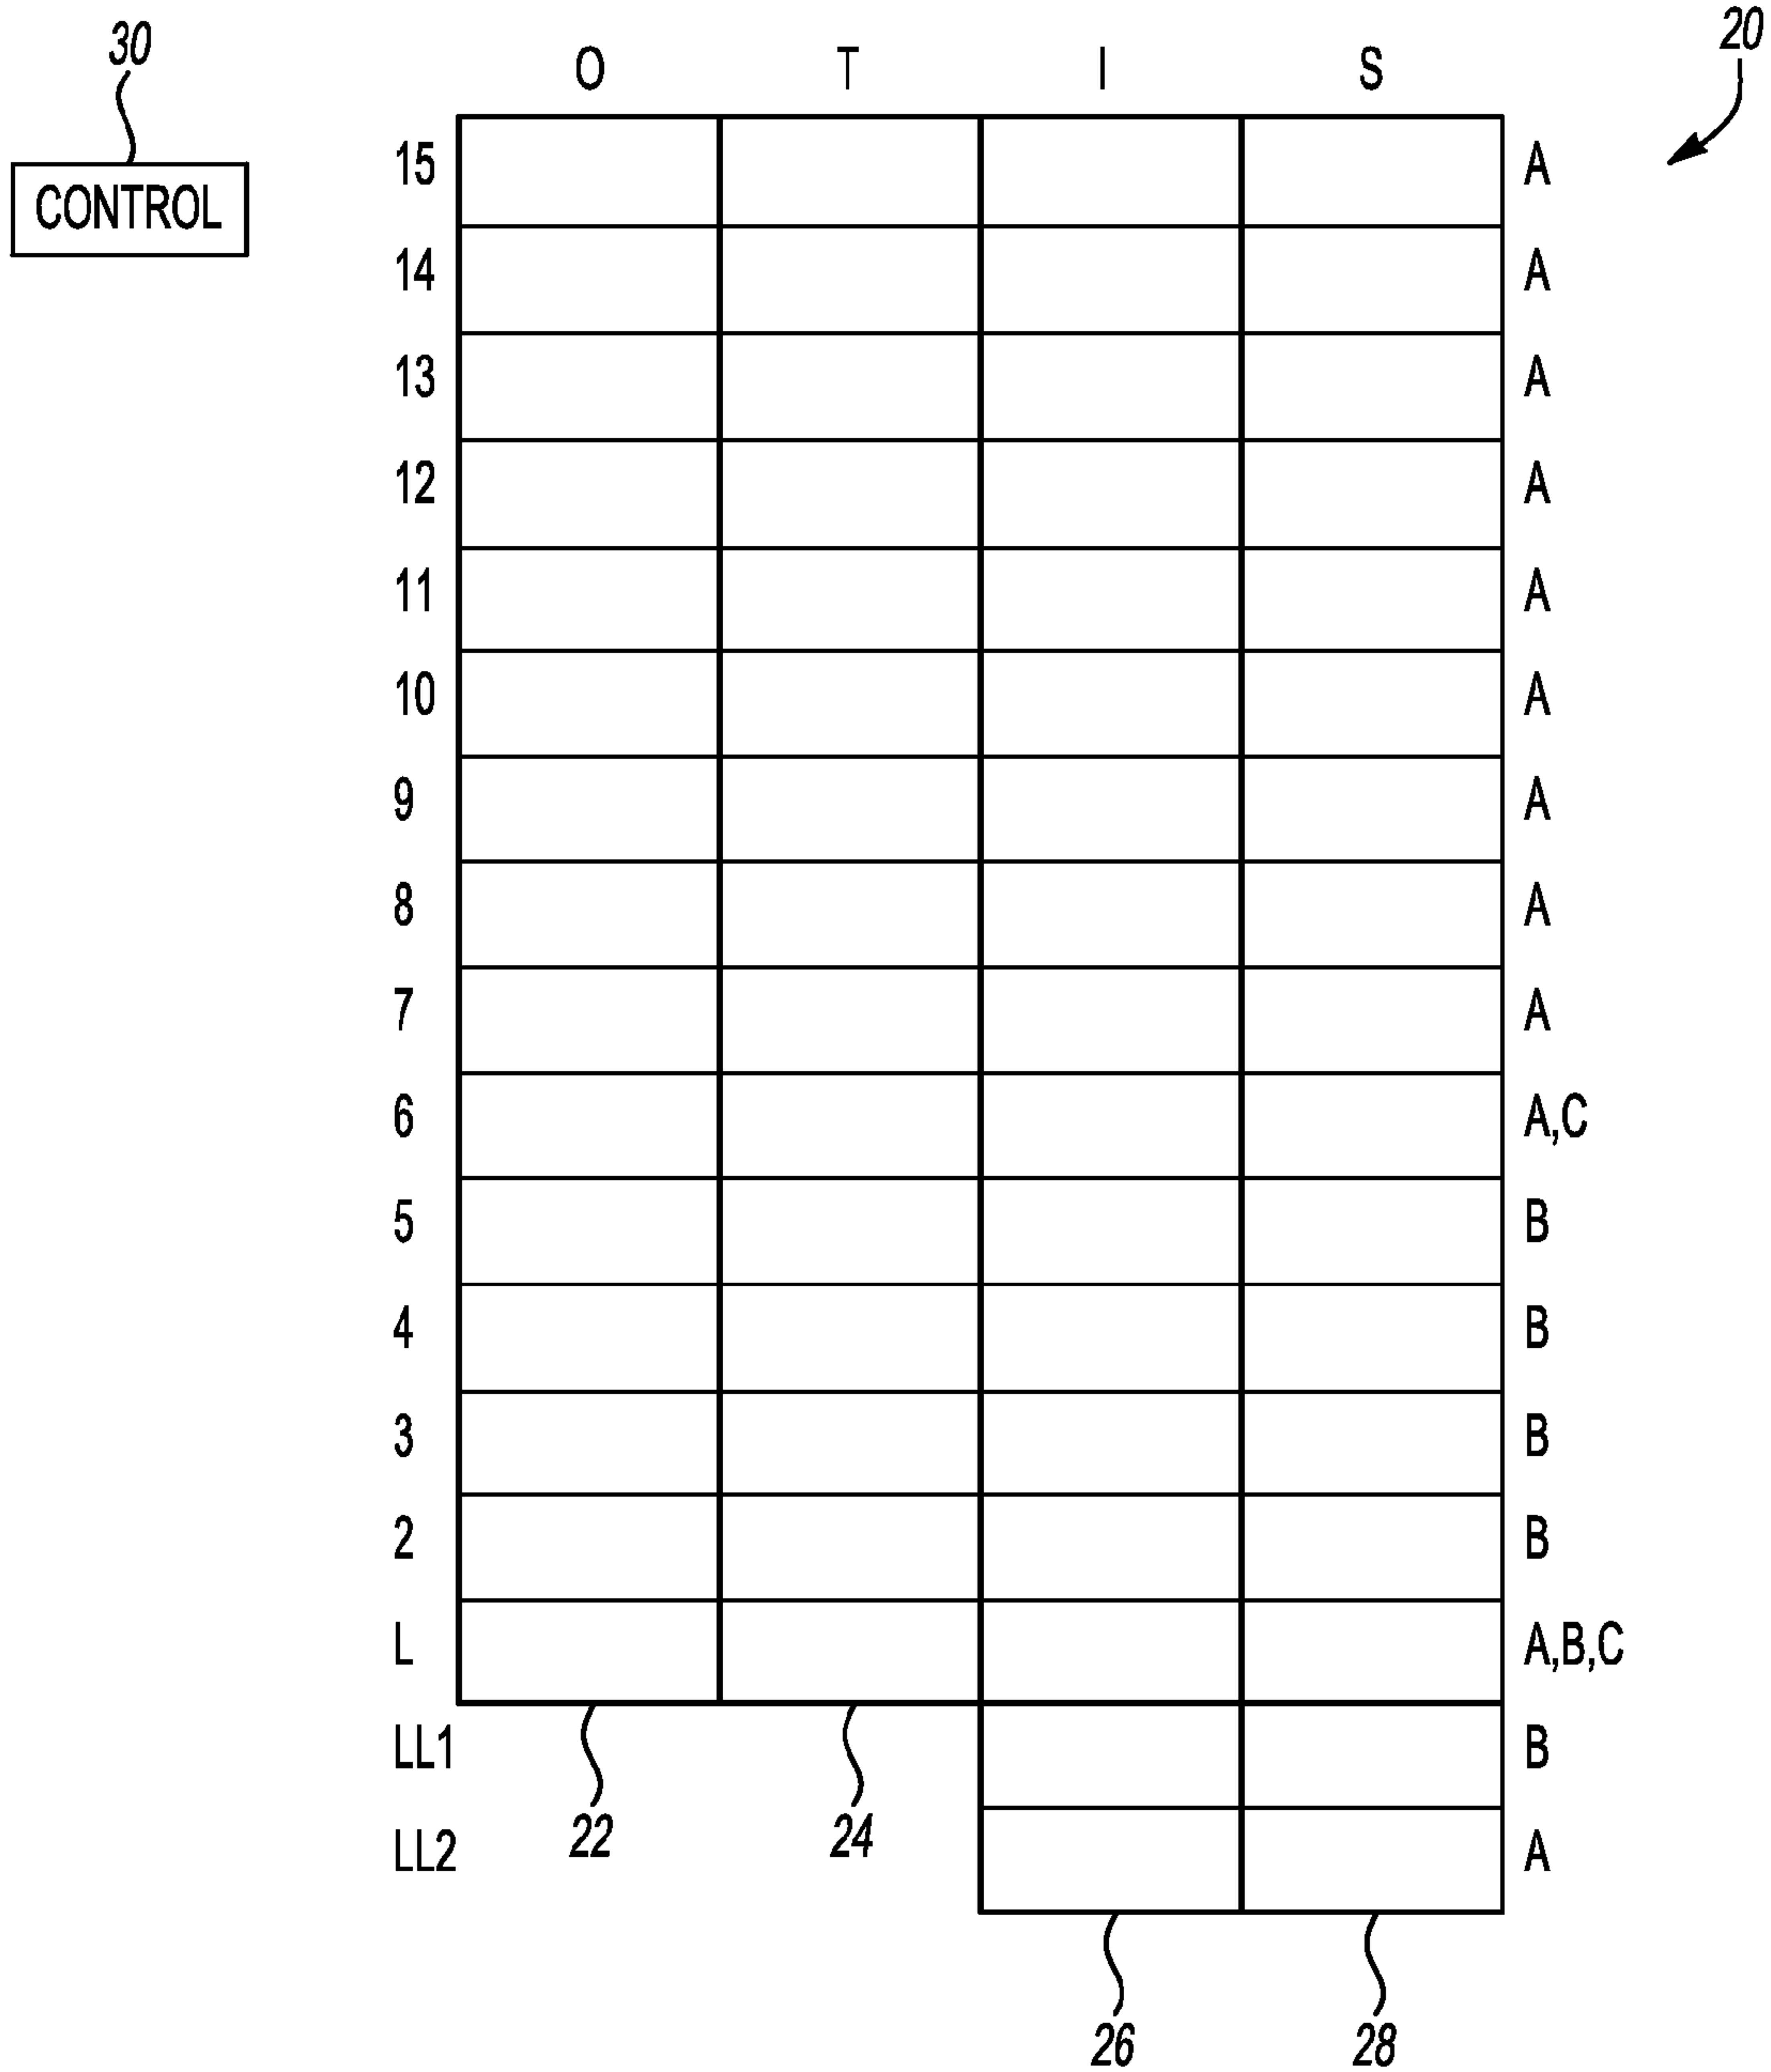 30
20
O T I S
CONTROL
15 A
14 A
13 A
12 A
11 A
10 A
9 A
8 A
7 A
6 A,C
5 B
4 B
3 B
2 B
L A,B,C
LL1 B
LL2 22 24 A
26 28